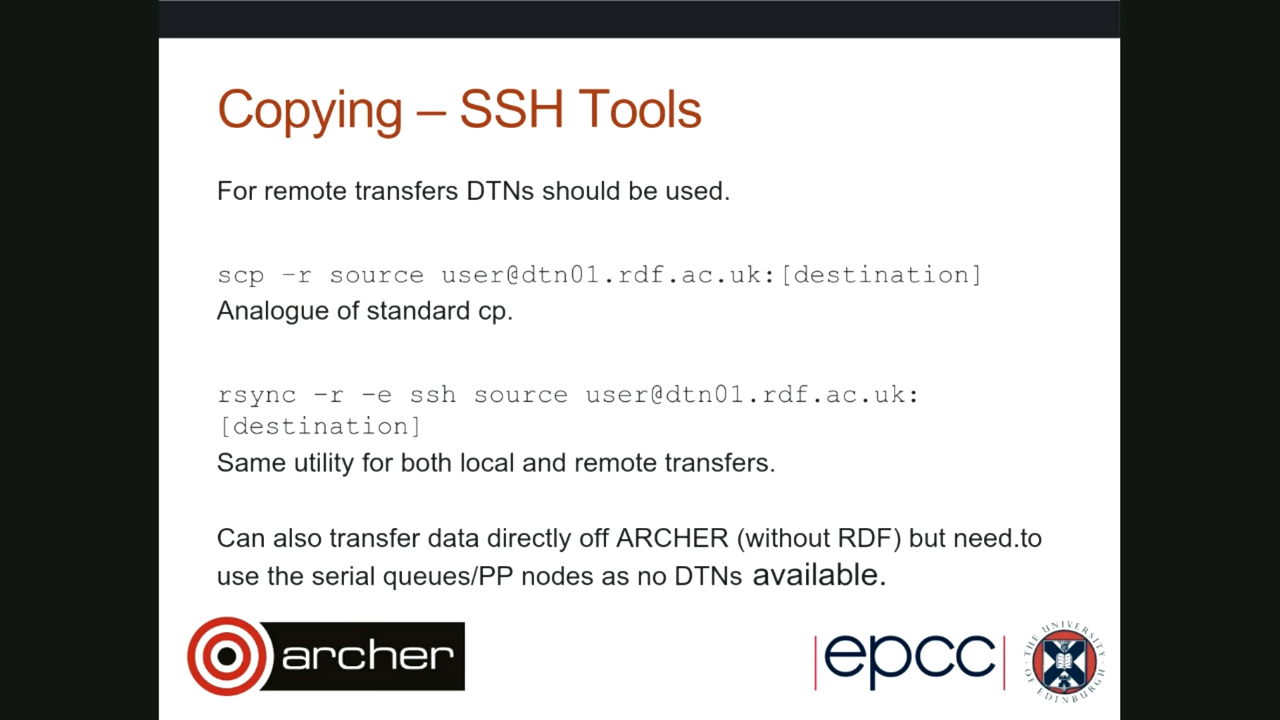 Copying – SSH Tools
For remote transfers DTNs should be used.
scp –r source user@dtn01.rdf.ac.uk:[destination]
Analogue of standard cp.
rsync –r –e ssh source user@dtn01.rdf.ac.uk:
[destination]
Same utility for both local and remote transfers.
Can also transfer data directly off ARCHER (without RDF) but need.to
use the serial queues/PP nodes as no DTNs available.
archer
epcc
THE UNIVERSITY
OF EDINBURGH